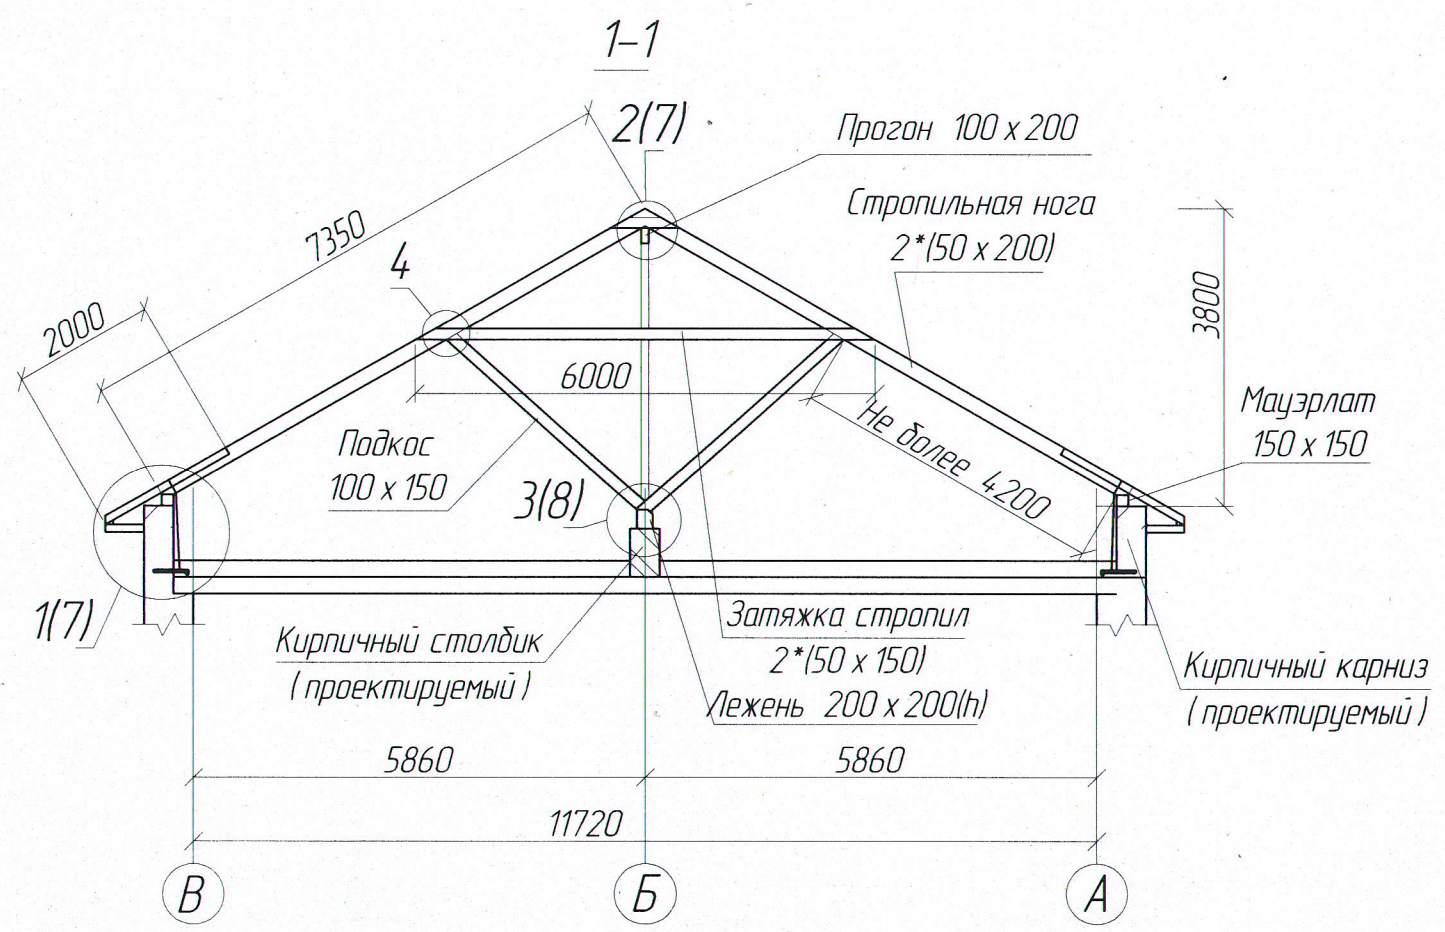 1-1
2(7)
Прогон 100 x 200
Стропильная нога
2*(50 x 200)
7350
4
2000
3800
6000
Мауэрлат
150 x 150
Подкос
100 x 150
Не более 4200
3(8)
1(7)
Затяжка стропил
2*(50 x 150)
Кирпичный столбик
(проектируемый)
Лежень 200 x 200(h)
Кирпичный карниз
(проектируемый)
5860
5860
11720
В
Б
А